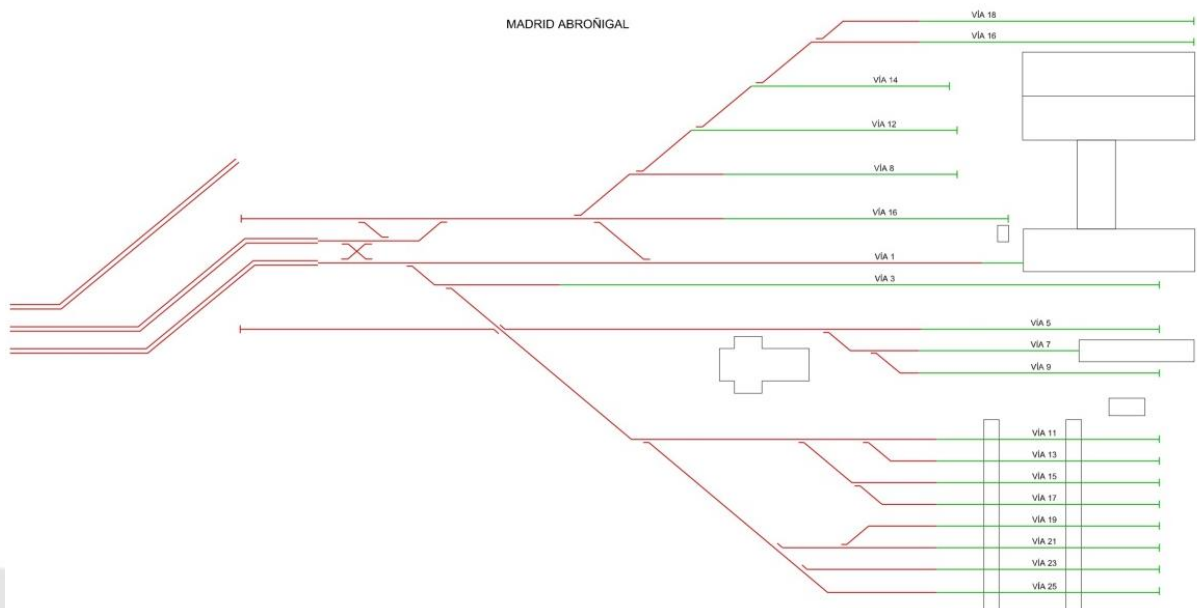 MADRID ABROÑIGAL
VÍA 18
VÍA 16
VÍA 14
VÍA 12
VÍA 8
VÍA 16
VÍA 1
VÍA 3
VÍA 5
VÍA 7
VÍA 9
VÍA 11
VÍA 13
VÍA 15
VÍA 17
VÍA 19
VÍA 21
VÍA 23
VÍA 25